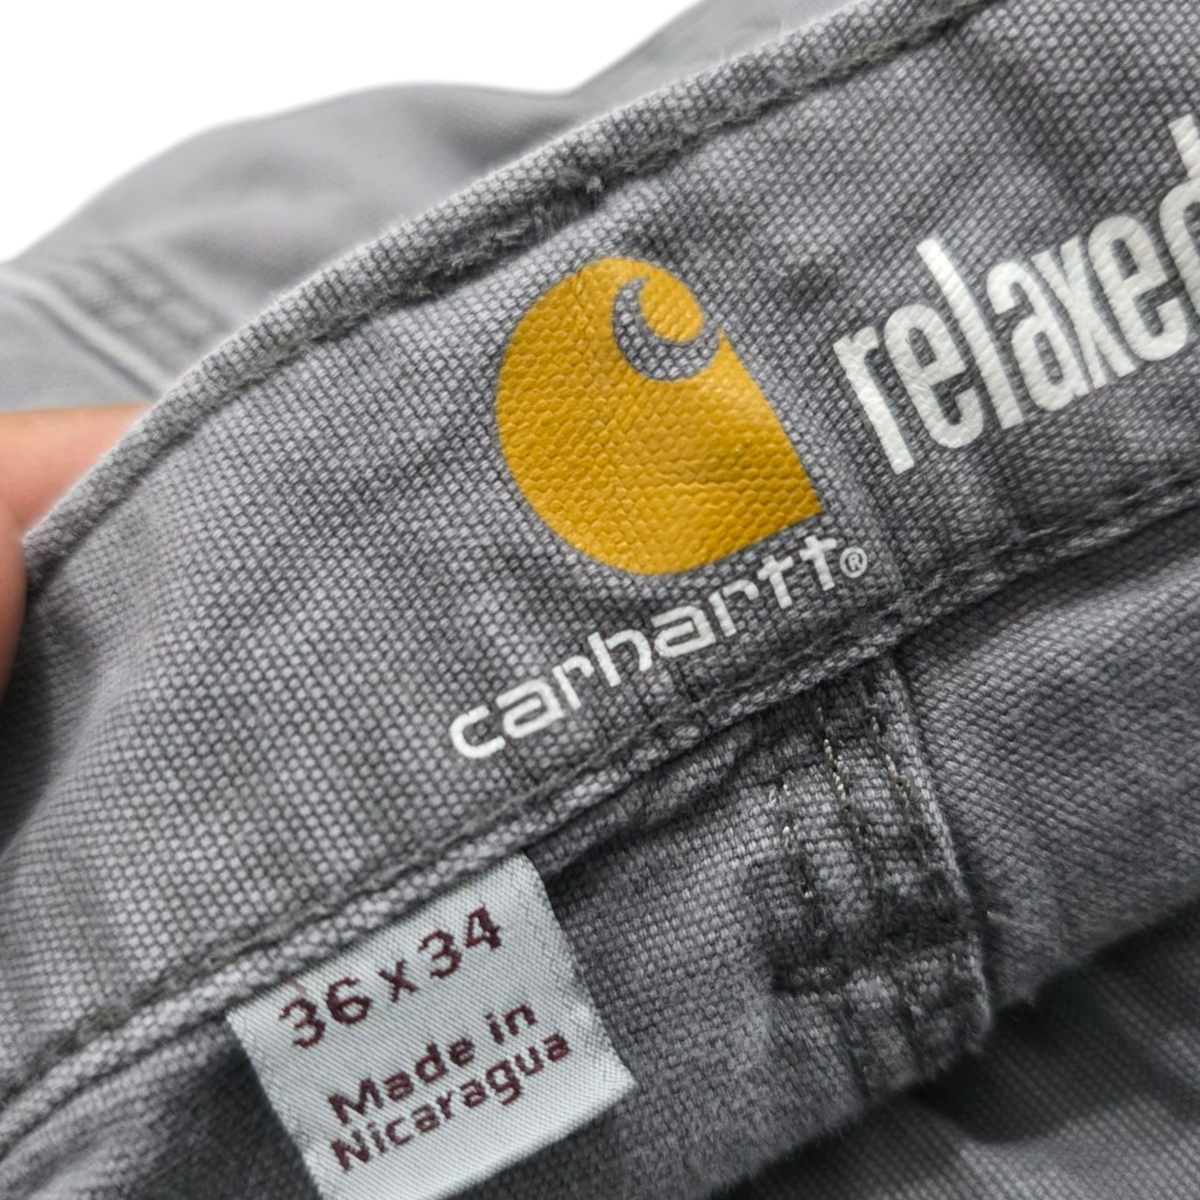 relaxed
carhartt®
36 x 34
Made in
Nicaragua